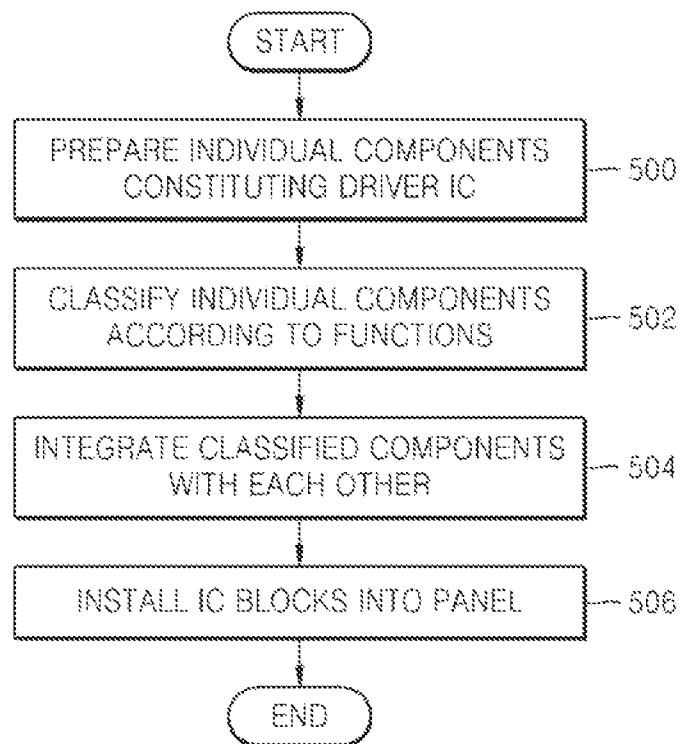 START
PREPARE INDIVIDUAL COMPONENTS
CONSTITUTING DRIVER IC
500
CLASSIFY INDIVIDUAL COMPONENTS
ACCORDING TO FUNCTIONS
502
INTEGRATE CLASSIFIED COMPONENTS
WITH EACH OTHER
504
INSTALL IC BLOCKS INTO PANEL
506
END